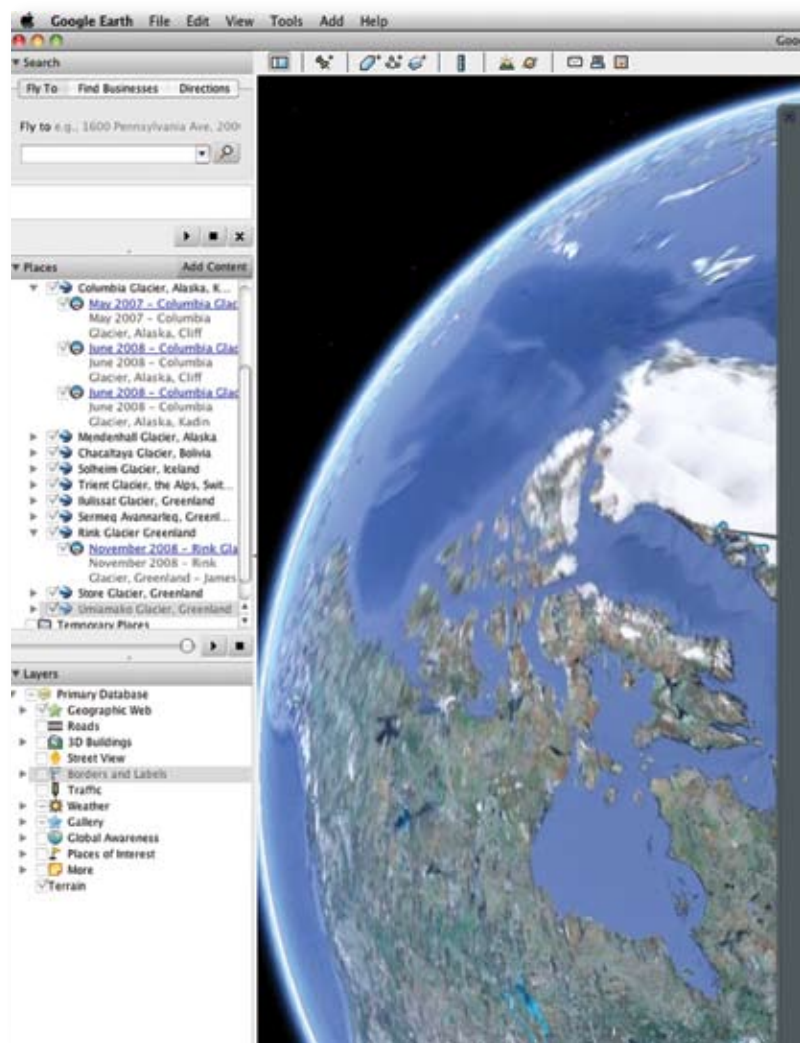 Google Earth File Edit View Tools Add Help
Goo
Search
Fly To Find Businesses Directions
Fly to e.g., 1600 Pennsylvania Ave, 200
Places Add Content
Columbia Glacier, Alaska, K...
May 2007 - Columbia Glac
May 2007 - Columbia
Glacier, Alaska, Cliff
June 2008 - Columbia Glac
June 2008 - Columbia
Glacier, Alaska, Cliff
June 2008 - Columbia Glac
June 2008 - Columbia
Glacier, Alaska, Kadin
Mendenhall Glacier, Alaska
Chacaltaya Glacier, Bolivia
Solheim Glacier, Iceland
Trient Glacier, the Alps, Swit...
Ilulissat Glacier, Greenland
Sermeq Avannarleq, Greenl...
Rink Glacier Greenland
November 2008 - Rink Gla
November 2008 - Rink
Glacier, Greenland - James
Store Glacier, Greenland
Umiamako Glacier, Greenland
Temporary Places
Layers
Primary Database
Geographic Web
Roads
3D Buildings
Street View
Borders and Labels
Traffic
Weather
Gallery
Global Awareness
Places of Interest
More
Terrain